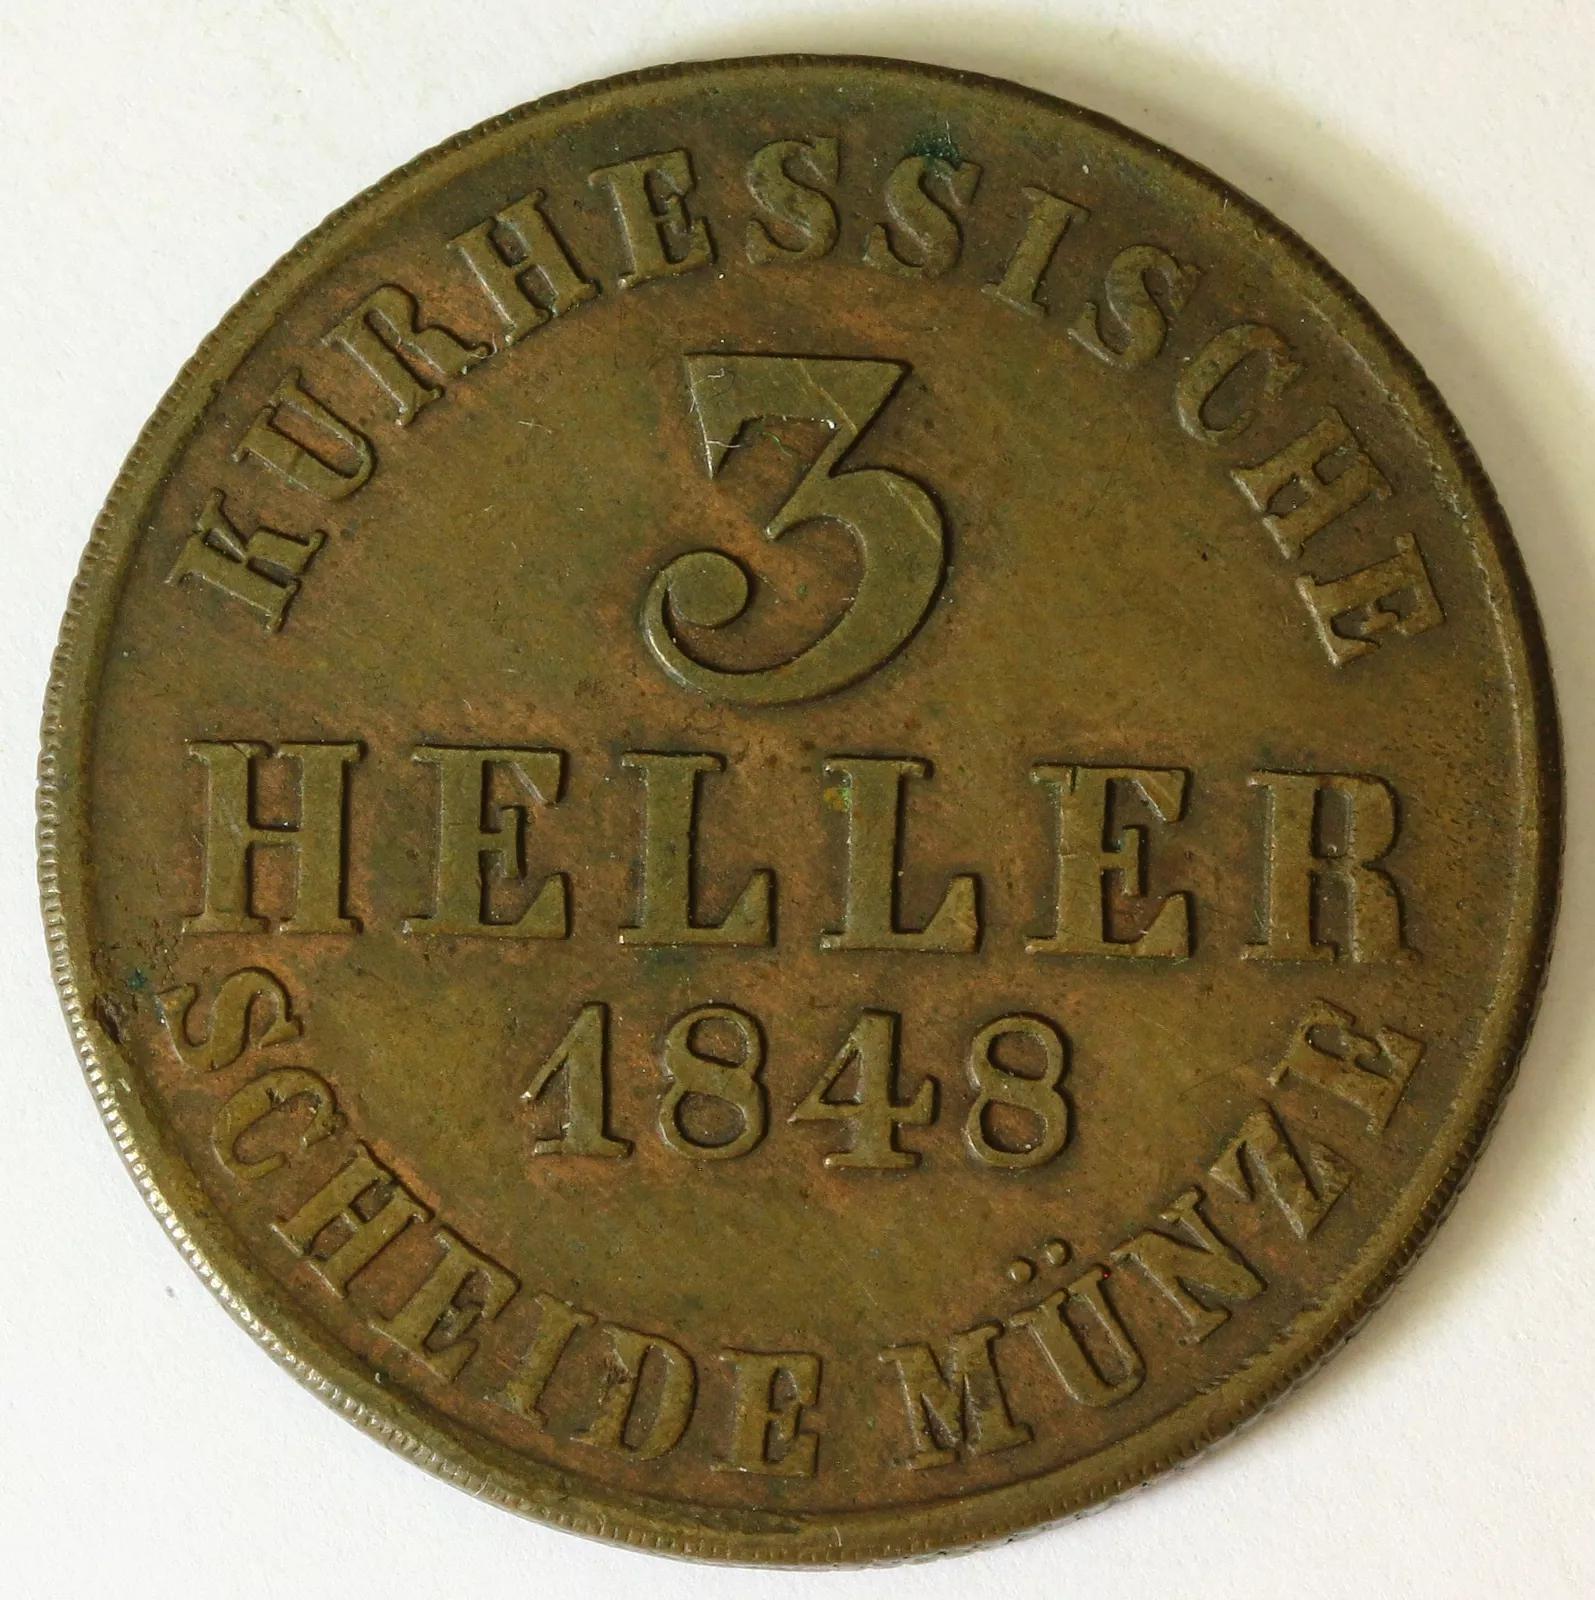 KURHESSISCHE
3
HELLER
1848
SCHEIDE MÜNZE